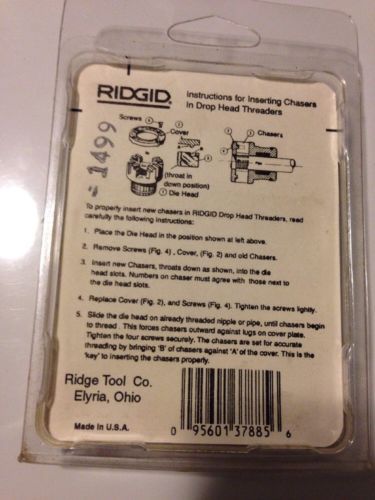 RIDGID
Instructions for Inserting Chasers
In Drop Head Threaders
1499
Screws
Cover
Chasers
(throat in
down position)
Die Head
To properly insert new chasers in RIDGID Drop Head Threaders, read
carefully the following instructions:
1. Place the Die Head in the position shown at left above.
2. Remove Screws (Fig. 4) , Cover, (Fig. 2) and old Chasers.
3. Insert new Chasers, throats down as shown, into the die
head slots. Numbers on chaser must agree with those next to
the die head slots.
4. Replace Cover (Fig. 2), and Screws (Fig. 4). Tighten the screws lightly.
5. Slide the die head on already threaded nipple or pipe, until chasers begin
to thread . This forces chasers outward against lugs on cover plate.
Tighten the four screws securely. The chasers are set for accurate
threading by bringing 'B' of chasers against 'A' of the cover. This is the
'key' to inserting the chasers properly.
Ridge Tool Co.
Elyria, Ohio
Made in U.S.A.
0 95601 37885 6